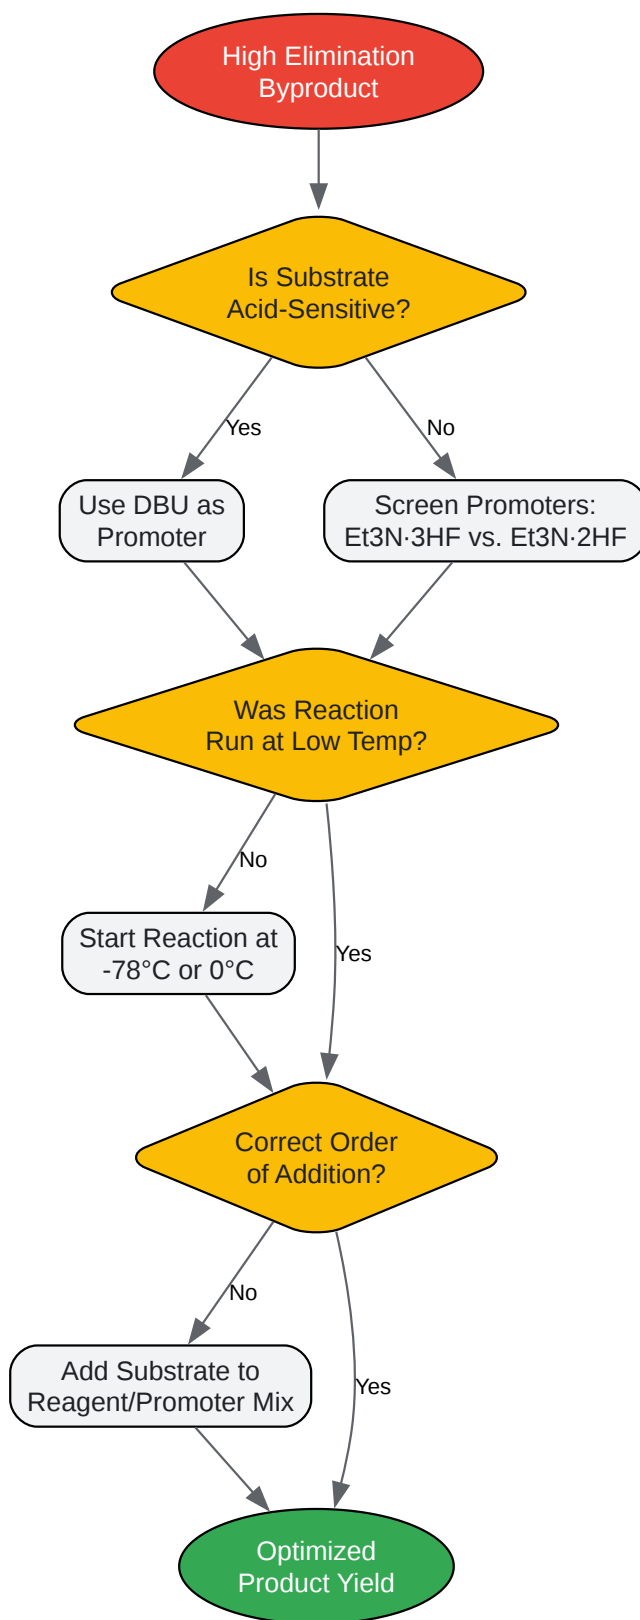 High Elimination
Byproduct
Is Substrate
Acid-Sensitive?
Yes
No
Use DBU as
Promoter
Screen Promoters:
Et3N·3HF vs. Et3N·2HF
Was Reaction
Run at Low Temp?
No
Start Reaction at
-78°C or 0°C
Yes
Correct Order
of Addition?
No
Add Substrate to
Reagent/Promoter Mix
Yes
Optimized
Product Yield